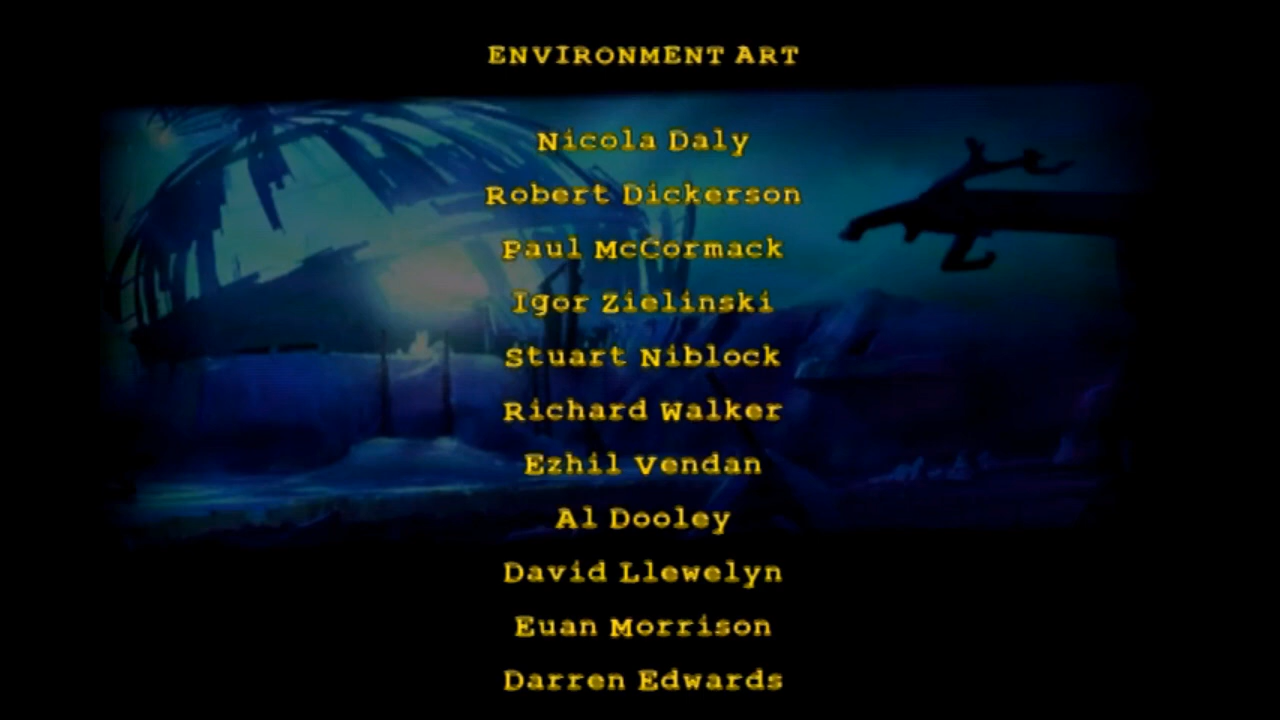 ENVIRONMENT ART
Nicola Daly
Robert Dickerson
Paul McCormack
Igor Zielinski
Stuart Niblock
Richard Walker
Ezhil Vendan
Al Dooley
David Llewelyn
Euan Morrison
Darren Edwards